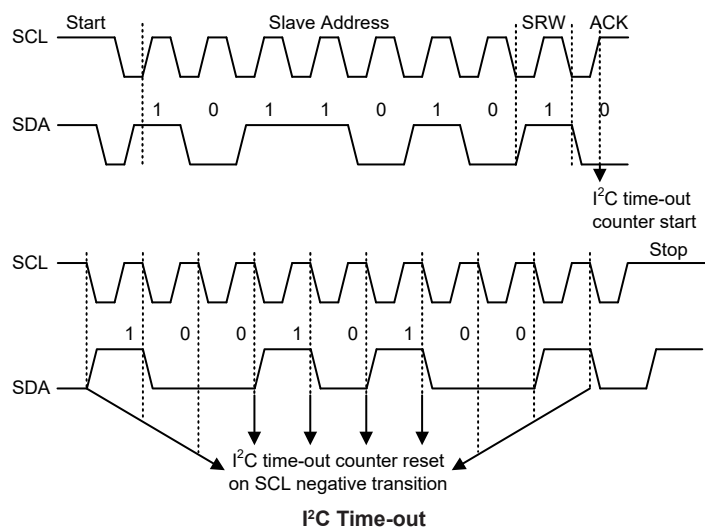 Start Slave Address SRW ACK
SCL
1 0 1 1 0 1 0 1 0
SDA
I²C time-out
counter start
SCL Stop
1 0 0 1 0 1 0 0
SDA
I²C time-out counter reset
on SCL negative transition
I²C Time-out